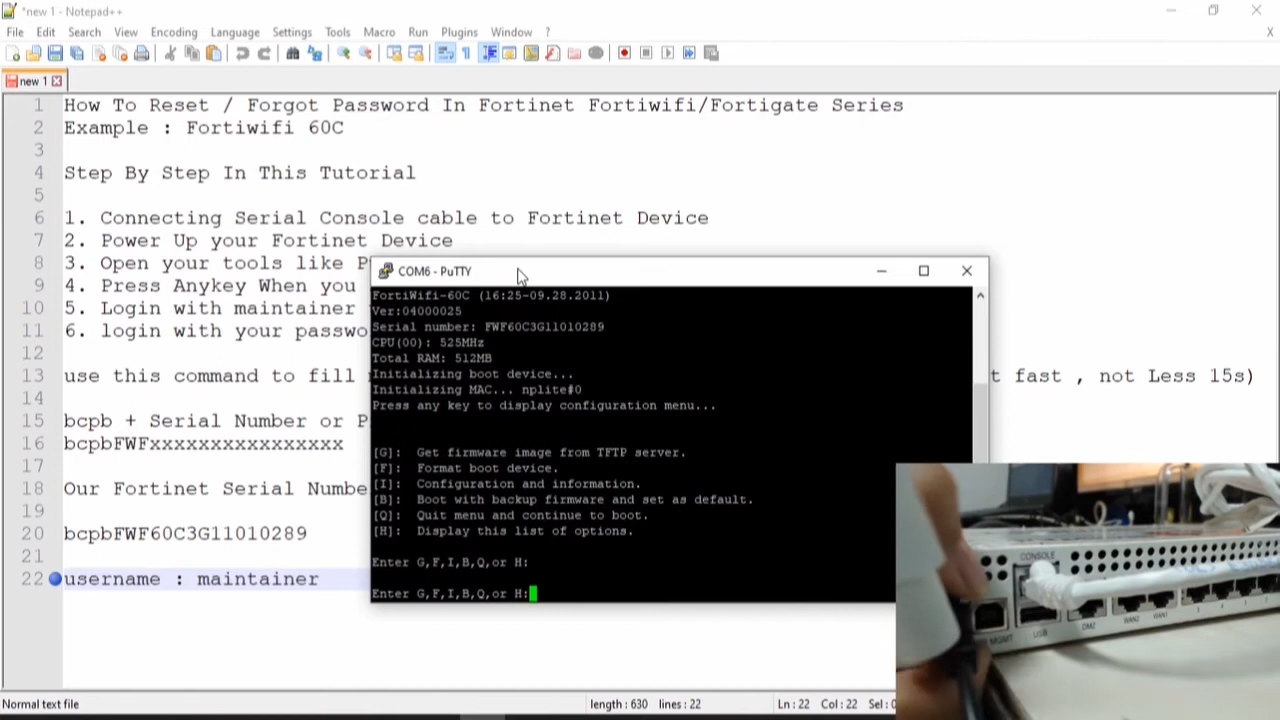 *new 1 - Notepad++
File Edit Search View Encoding Language Settings Tools Macro Run Plugins Window ? X
new 1
1 How To Reset / Forgot Password In Fortinet Fortiwifi/Fortigate Series
2 Example : Fortiwifi 60C
3
4 Step By Step In This Tutorial
5
6 1. Connecting Serial Console cable to Fortinet Device
7 2. Power Up your Fortinet Device
8 3. Open your tools like P
9 4. Press Anykey When you
10 5. Login with maintainer
11 6. login with your passwo
12
13 use this command to fill t fast , not Less 15s)
14
15 bcpb + Serial Number or P
16 bcpbFWFxxxxxxxxxxxxxxxx
17
18 Our Fortinet Serial Numbe
19
20 bcpbFWF60C3G11010289
21
22 username : maintainer
COM6 - PuTTY
FortiWifi-60C (16:25-09.28.2011)
Ver:04000025
Serial number: FWF60C3G11010289
CPU(00): 525MHz
Total RAM: 512MB
Initializing boot device...
Initializing MAC... nplite#0
Press any key to display configuration menu...
[G]: Get firmware image from TFTP server.
[F]: Format boot device.
[I]: Configuration and information.
[B]: Boot with backup firmware and set as default.
[Q]: Quit menu and continue to boot.
[H]: Display this list of options.
Enter G,F,I,B,Q,or H:
Enter G,F,I,B,Q,or H:
CONSOLE
MGMT USB DMZ WAN2 WAN1
Normal text file length : 630 lines : 22 Ln : 22 Col : 22 Sel : 0